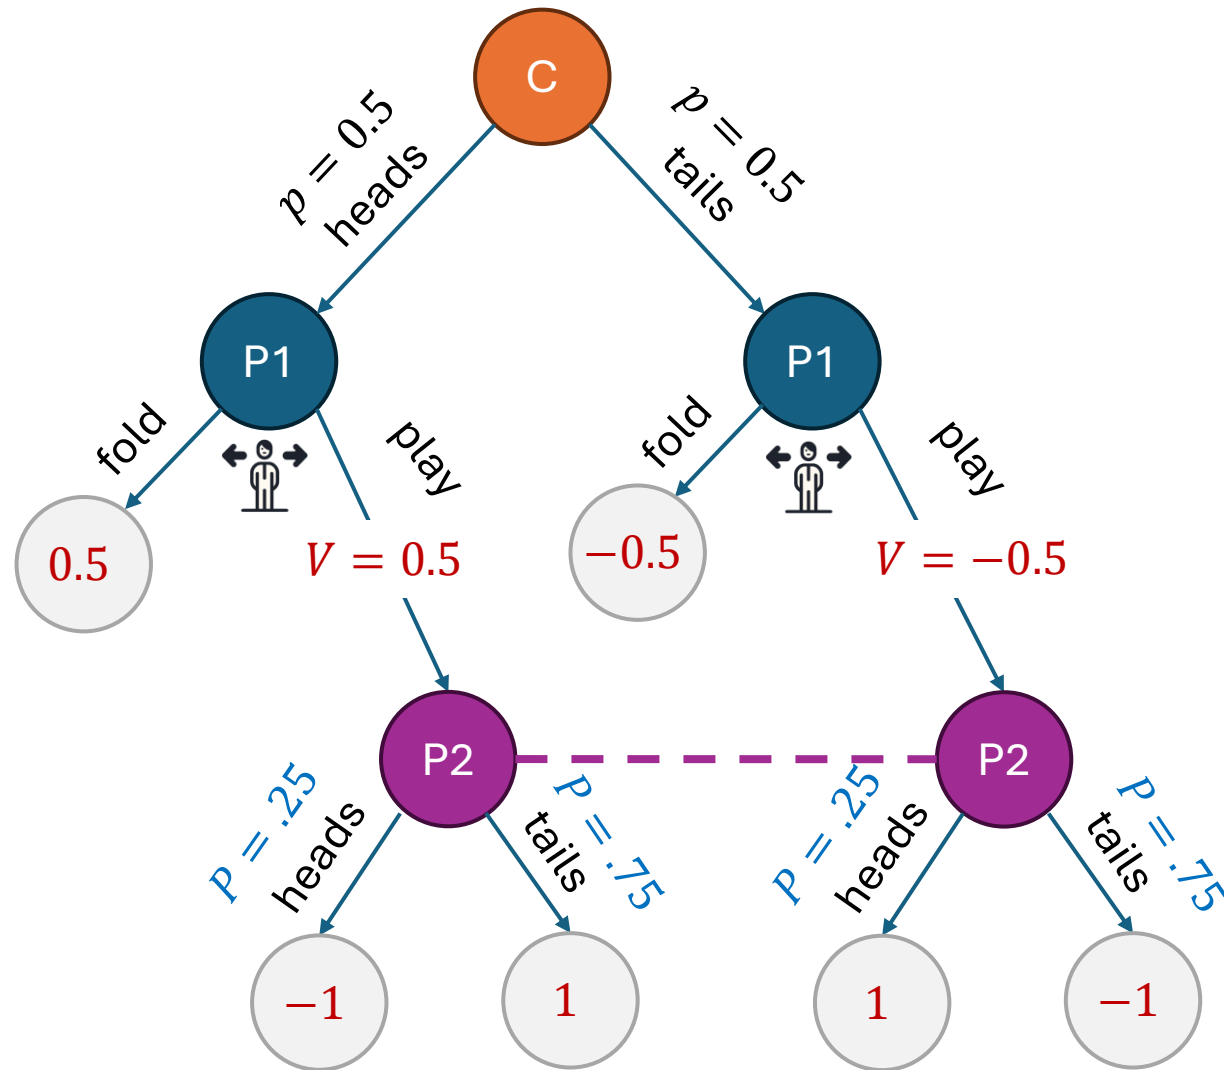 C
p = 0.5
heads
p = 0.5
tails
P1
P1
fold
play
fold
play
0.5
V = 0.5
−0.5
V = −0.5
P2
P2
P = .25
heads
P = .75
tails
P = .25
heads
P = .75
tails
−1
1
1
−1